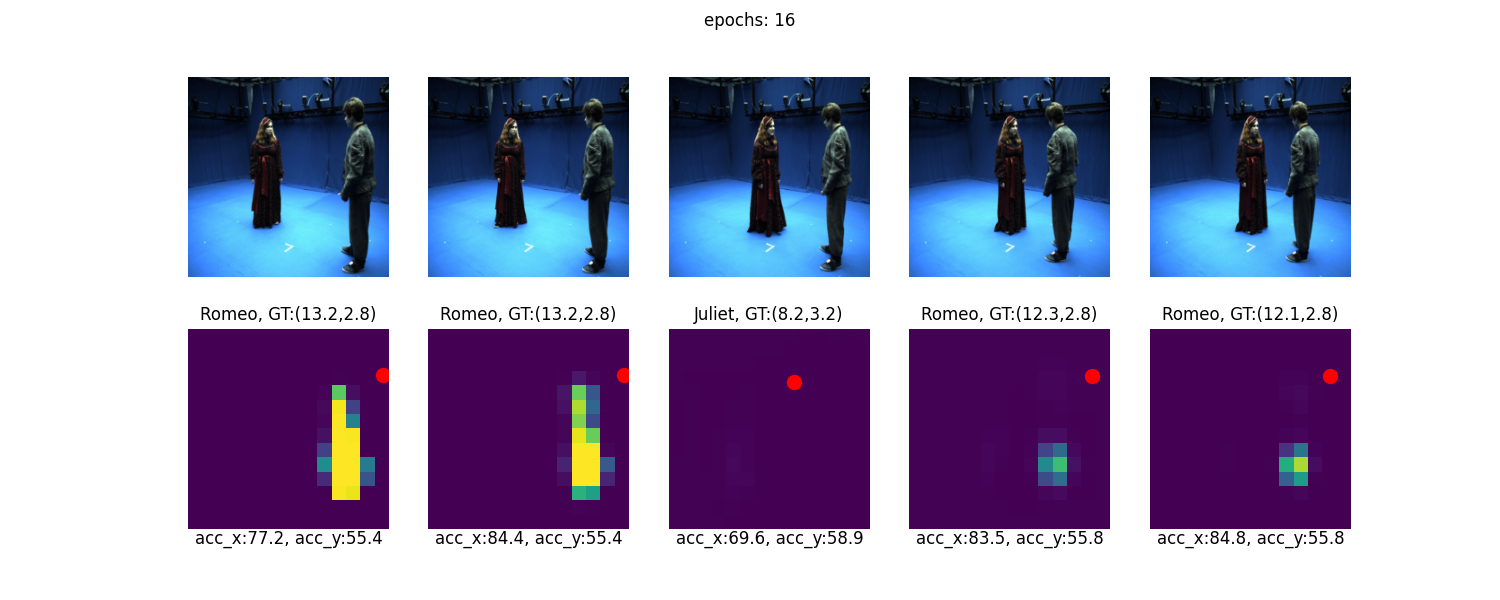 epochs: 16
Romeo, GT:(13.2,2.8)
Romeo, GT:(13.2,2.8)
Juliet, GT:(8.2,3.2)
Romeo, GT:(12.3,2.8)
Romeo, GT:(12.1,2.8)
acc_x:77.2, acc_y:55.4
acc_x:84.4, acc_y:55.4
acc_x:69.6, acc_y:58.9
acc_x:83.5, acc_y:55.8
acc_x:84.8, acc_y:55.8